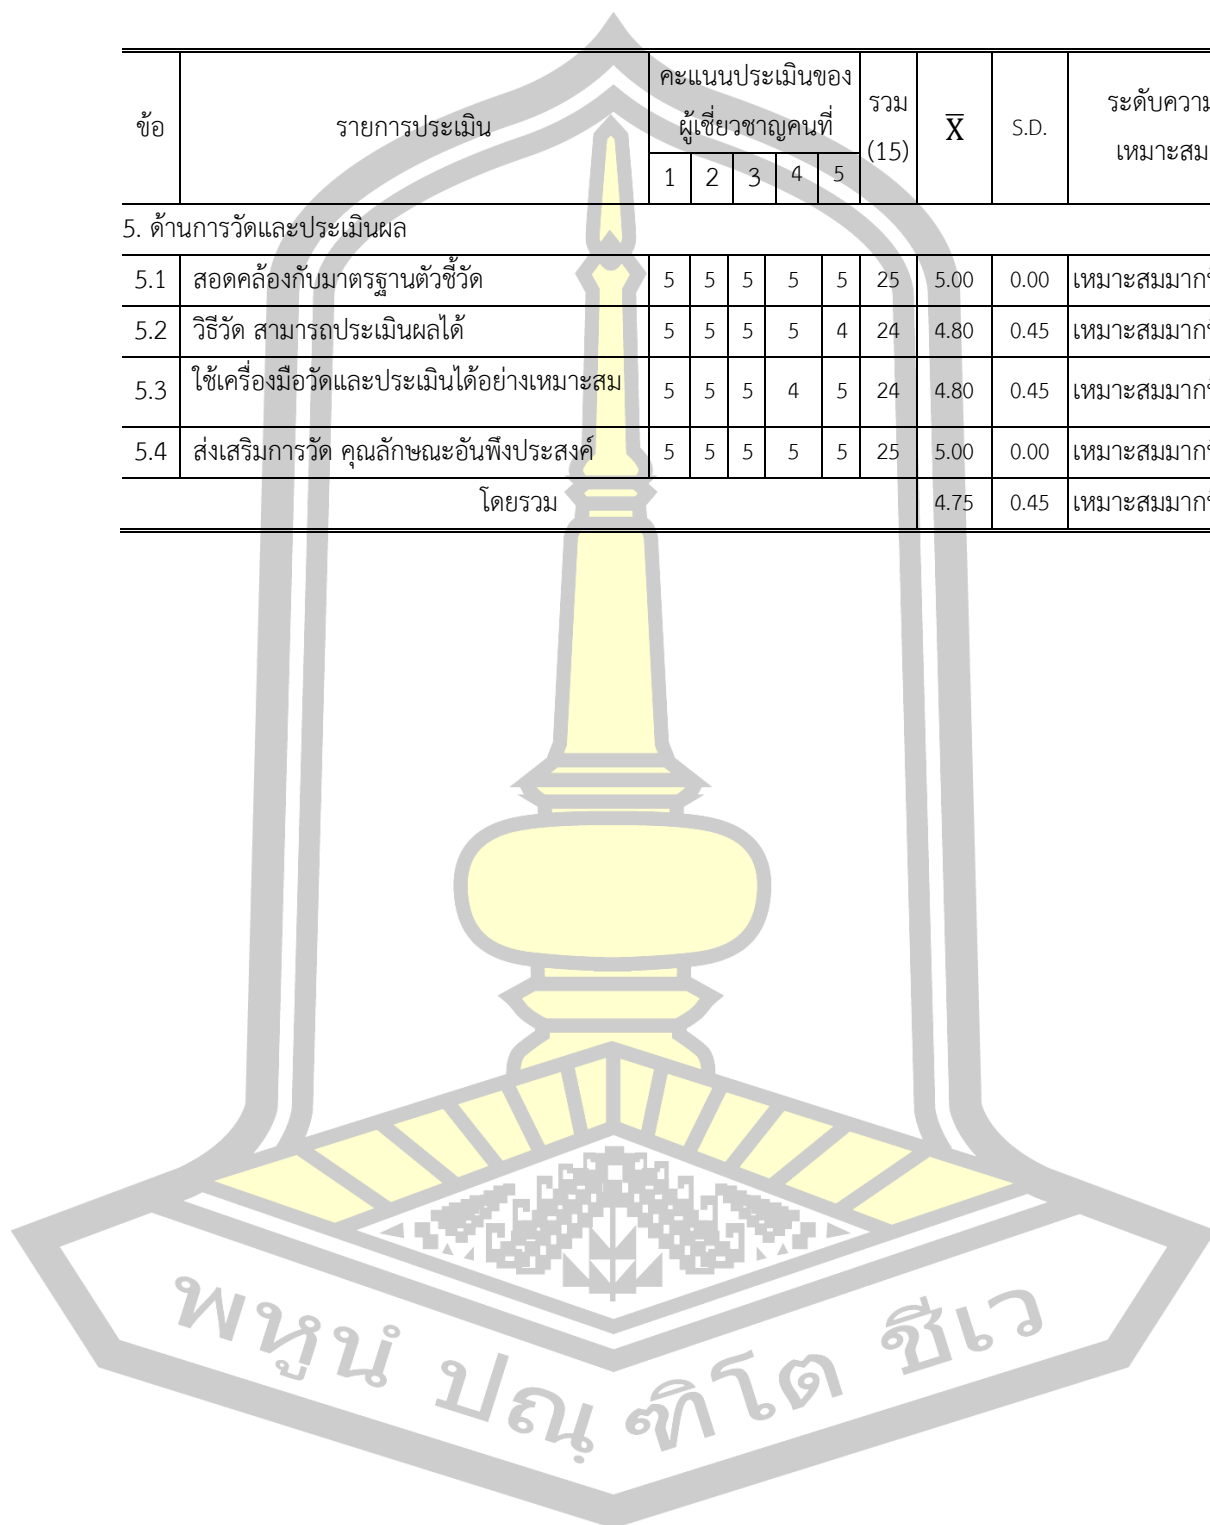 ข้อ รายการประเมิน คะแนนประเมินของ ผู้เชี่ยวชาญคนที่ รวม (15) X̅ S.D. ระดับความ เหมาะสม
1 2 3 4 5
5. ด้านการวัดและประเมินผล
5.1 สอดคล้องกับมาตรฐานตัวชี้วัด 5 5 5 5 5 25 5.00 0.00 เหมาะสมมาก
5.2 วิธีวัด สามารถประเมินผลได้ 5 5 5 5 4 24 4.80 0.45 เหมาะสมมาก
5.3 ใช้เครื่องมือวัดและประเมินได้อย่างเหมาะสม 5 5 5 4 5 24 4.80 0.45 เหมาะสมมาก
5.4 ส่งเสริมการวัด คุณลักษณะอันพึงประสงค์ 5 5 5 5 5 25 5.00 0.00 เหมาะสมมาก
โดยรวม 4.75 0.45 เหมาะสมมาก
พหูนํ ปณฺฑิโต ชีเว